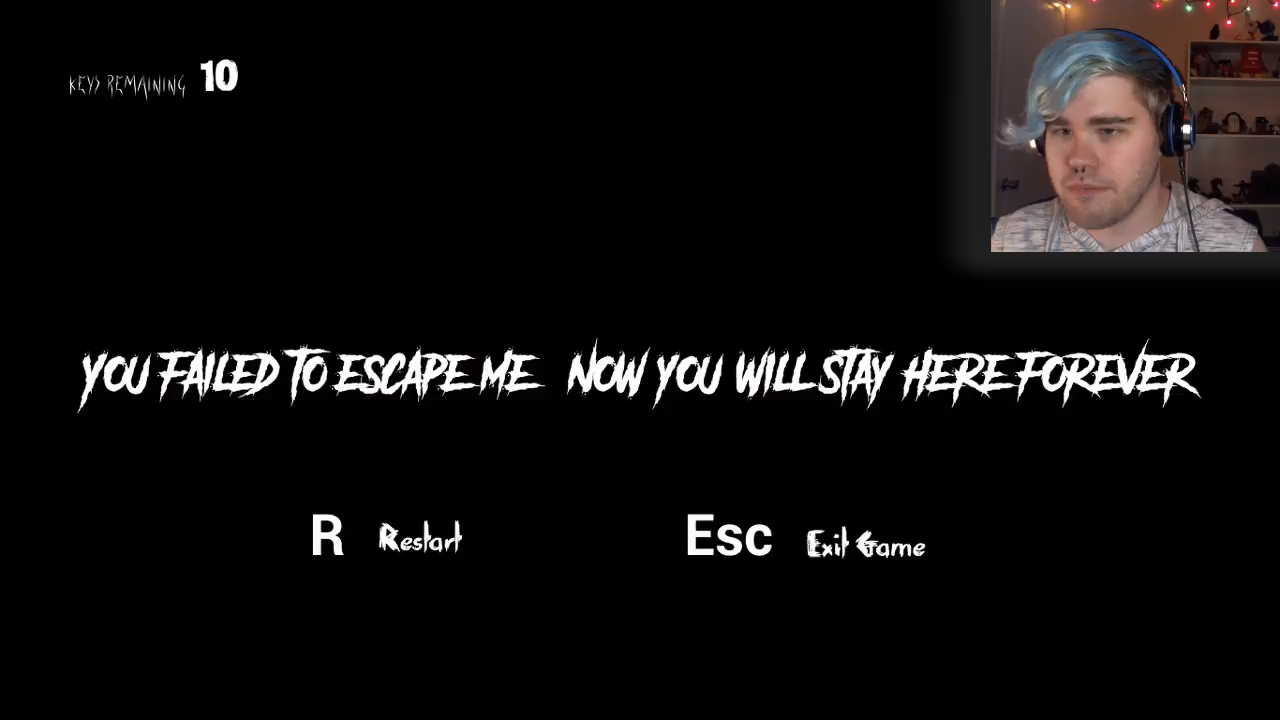 KEYS REMAINING 10
YOU FAILED TO ESCAPE ME NOW YOU WILL STAY HERE FOREVER
R Restart Esc Exit Game